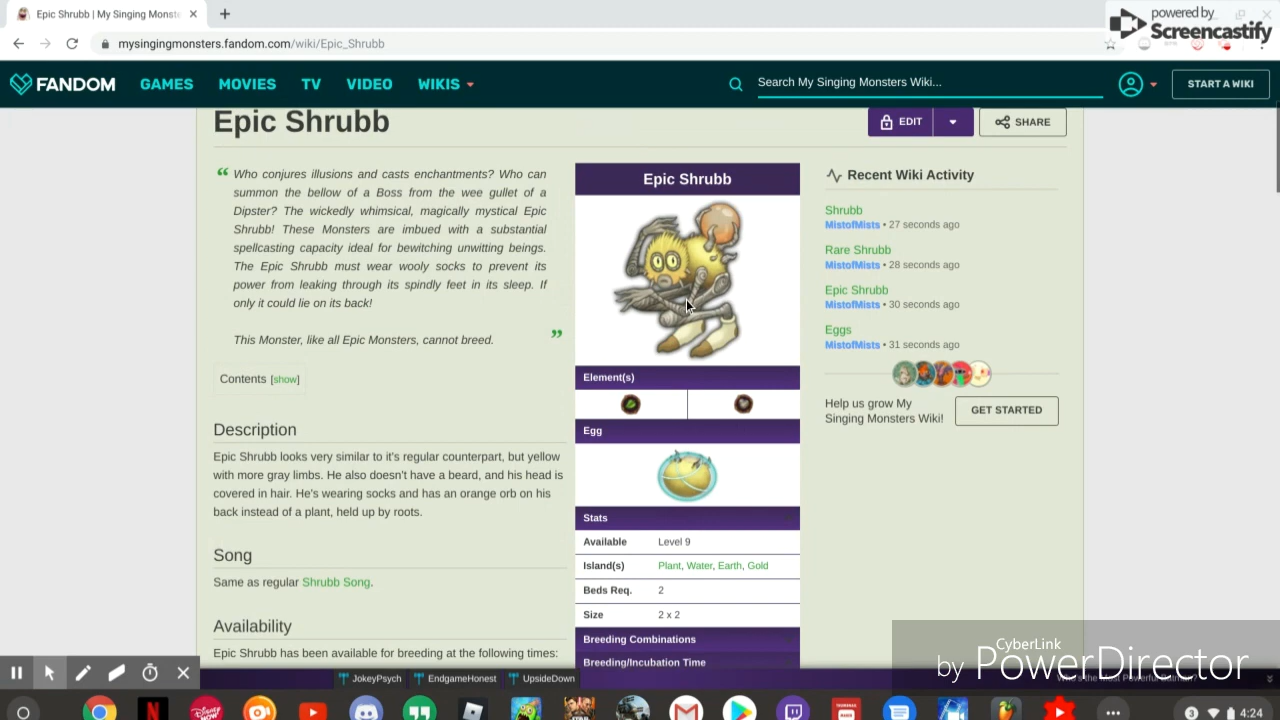 Epic Shrubb | My Singing Monst
powered by
Screencastify
mysingingmonsters.fandom.com/wiki/Epic_Shrubb
FANDOM
GAMES
MOVIES
TV
VIDEO
WIKIS
Search My Singing Monsters Wiki...
START A WIKI
Epic Shrubb
EDIT
SHARE
“ Who conjures illusions and casts enchantments? Who can
summon the bellow of a Boss from the wee gullet of a
Dipster? The wickedly whimsical, magically mystical Epic
Shrubb! These Monsters are imbued with a substantial
spellcasting capacity ideal for bewitching unwitting beings.
The Epic Shrubb must wear wooly socks to prevent its
power from leaking through its spindly feet in its sleep. If
only it could lie on its back!
This Monster, like all Epic Monsters, cannot breed. ”
Contents [show]
Description
Epic Shrubb looks very similar to it's regular counterpart, but yellow
with more gray limbs. He also doesn't have a beard, and his head is
covered in hair. He's wearing socks and has an orange orb on his
back instead of a plant, held up by roots.
Song
Same as regular Shrubb Song.
Availability
Epic Shrubb has been available for breeding at the following times:
Epic Shrubb
Element(s)
Egg
Stats
Available Level 9
Island(s) Plant, Water, Earth, Gold
Beds Req. 2
Size 2 x 2
Breeding Combinations
Breeding/Incubation Time
Recent Wiki Activity
Shrubb
MistofMists • 27 seconds ago
Rare Shrubb
MistofMists • 28 seconds ago
Epic Shrubb
MistofMists • 30 seconds ago
Eggs
MistofMists • 31 seconds ago
Help us grow My
Singing Monsters Wiki!
GET STARTED
CyberLink
by PowerDirector
JokeyPsych
EndgameHonest
UpsideDown
3
4:24